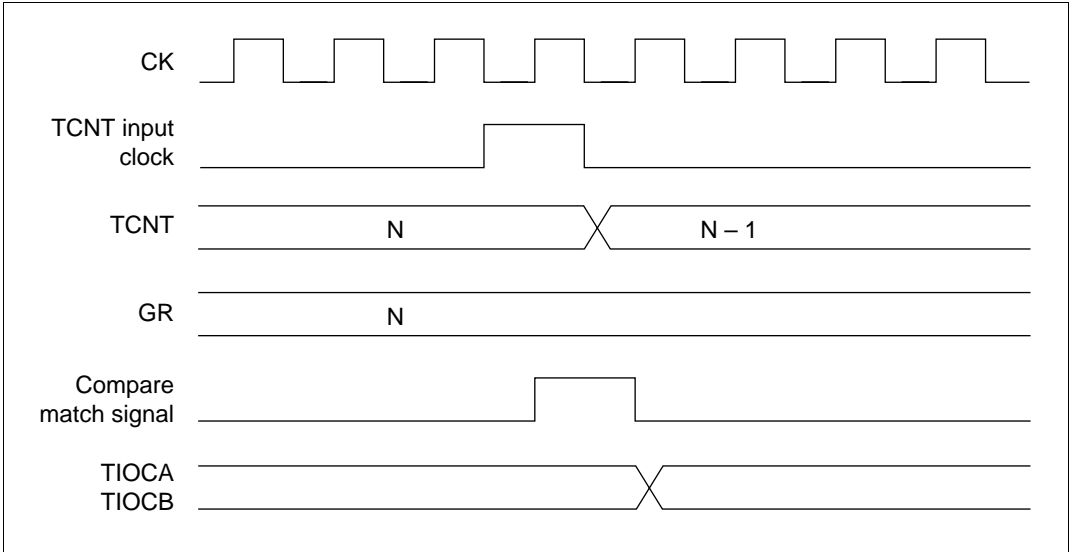 CK
TCNT input
clock
TCNT
N
N – 1
GR
N
Compare
match signal
TIOCA
TIOCB